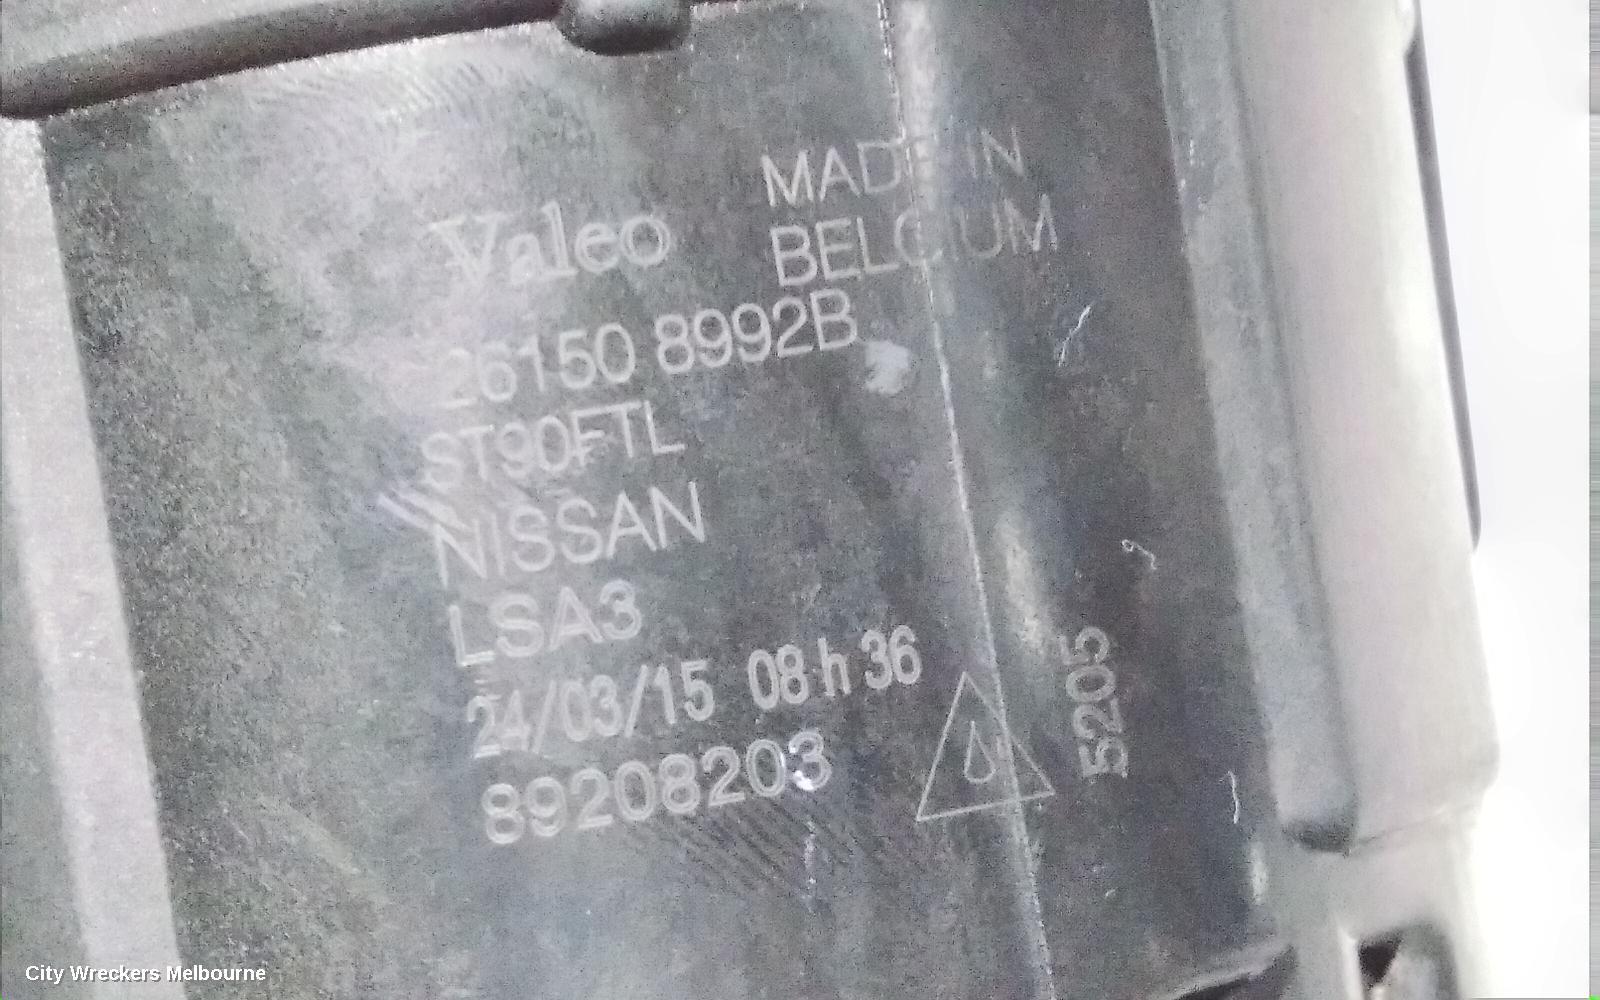 MADE IN
Valeo BELGIUM
26150 8992B
ST90FTL
NISSAN
LSA3
24/03/15 08 h 36
89208203
5205
City Wreckers Melbourne